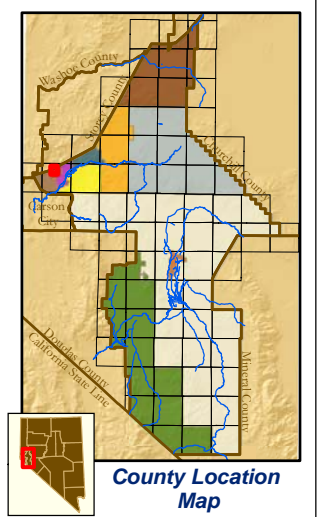 Washoe County
Storey County
Churchill County
Carson
City
Douglas County
California State Line
Mineral County
County Location
Map